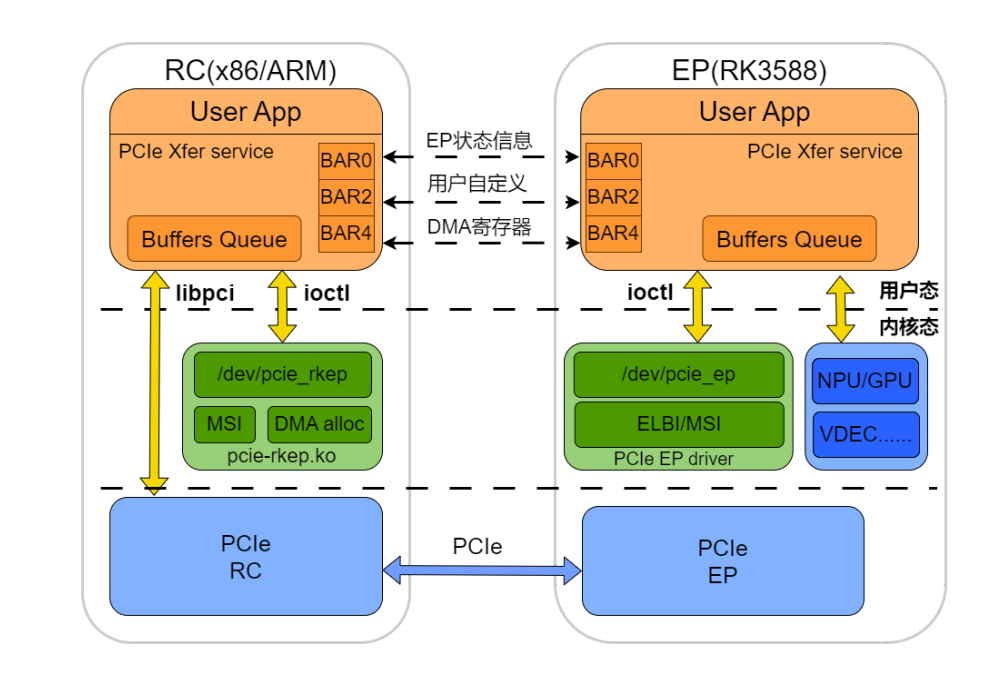 RC(x86/ARM)
User App
PCIe Xfer service
BAR0
BAR2
BAR4
Buffers Queue
EP状态信息
用户自定义
DMA寄存器
EP(RK3588)
User App
BAR0
BAR2
BAR4
PCIe Xfer service
Buffers Queue
libpci
ioctl
ioctl
用户态
内核态
/dev/pcie_rkep
MSI
DMA alloc
pcie-rkep.ko
/dev/pcie_ep
ELBI/MSI
PCIe EP driver
NPU/GPU
VDEC......
PCIe
RC
PCIe
PCIe
EP